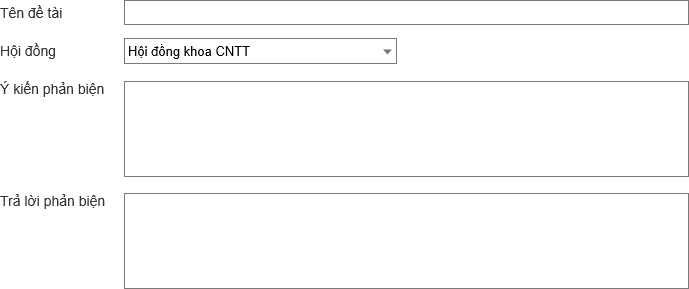 Tên đề tài
Hội đồng
Hội đồng khoa CNTT
Ý kiến phản biện
Trả lời phản biện